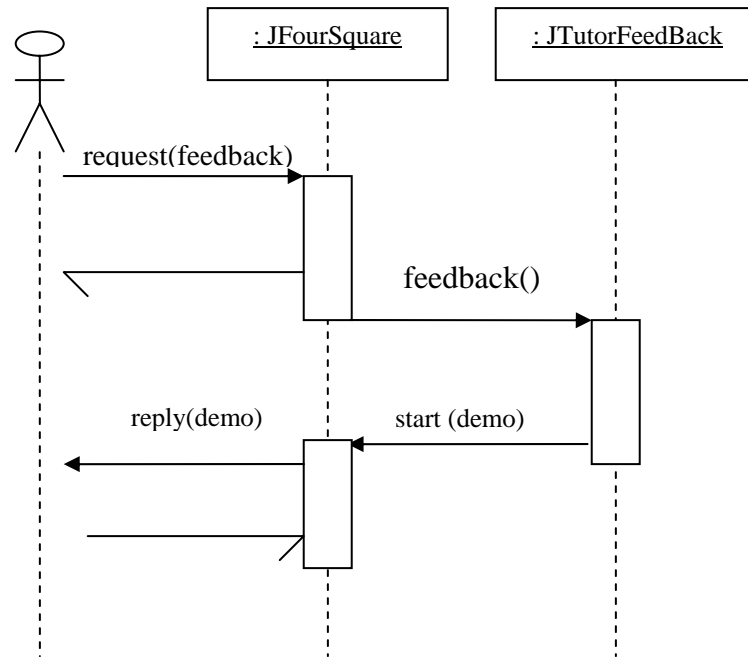 : JFourSquare
: JTutorFeedBack
request(feedback)
feedback()
reply(demo)
start (demo)